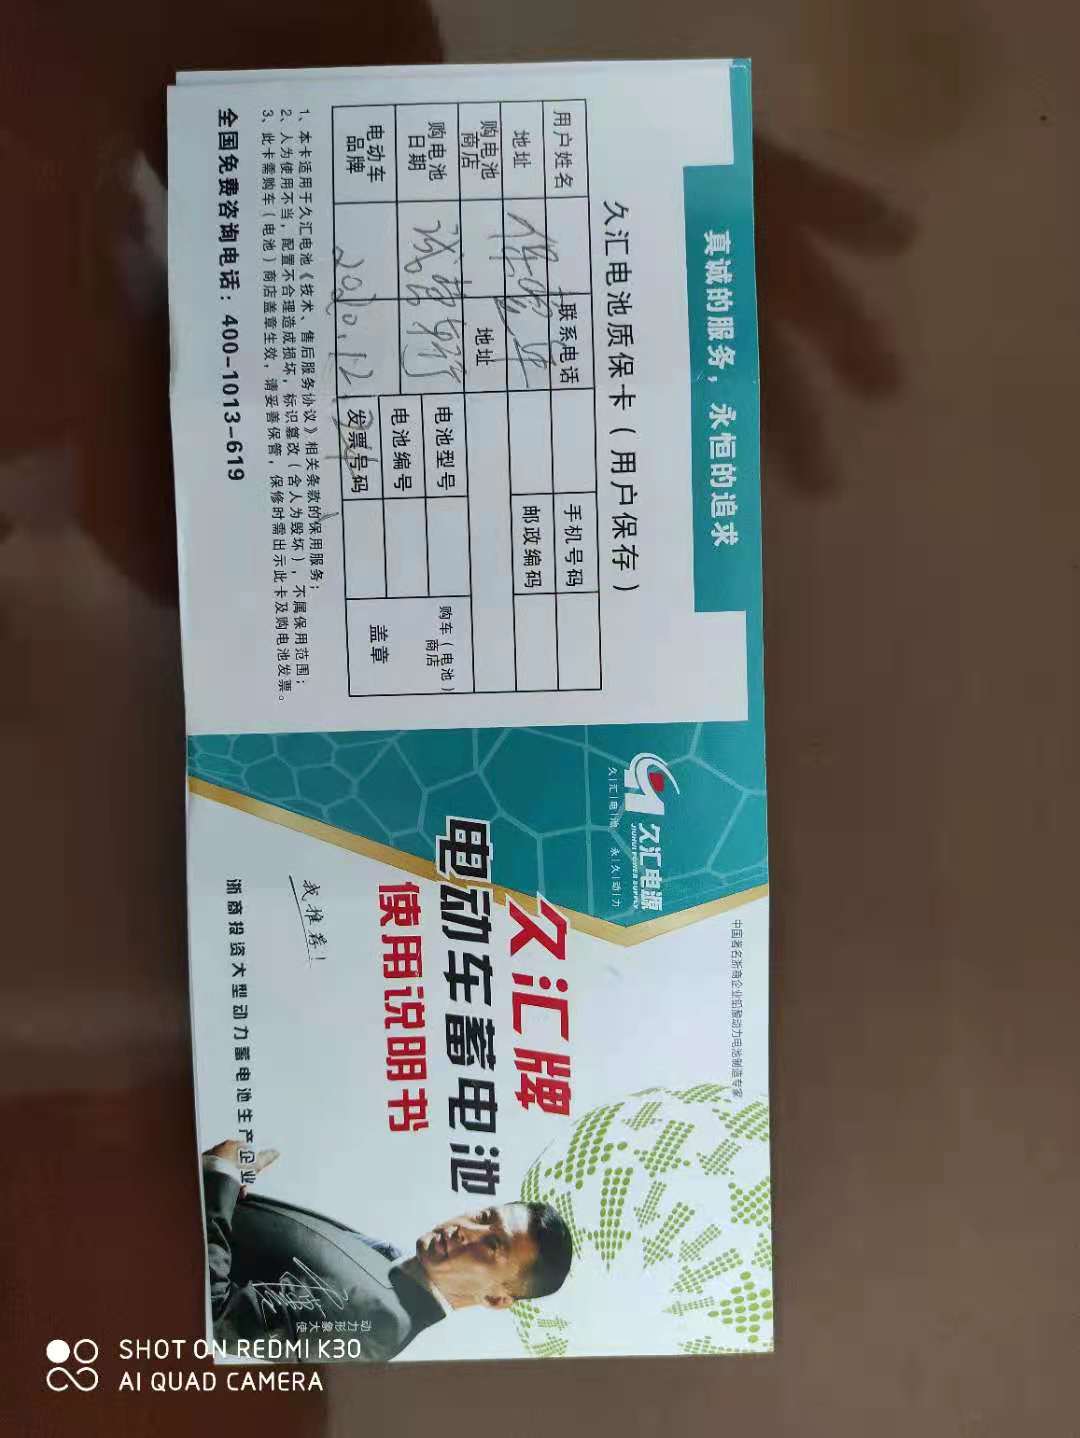 真诚的服务，永恒的追求
久汇电池质保卡（用户保存）
用户姓名 联系电话 手机号码
地址 邮政编码
购电池商店 地址
购电池日期 电池型号 购车（电池）商店
电池编号
电动车品牌 发票号码 盖章
2020.12.
1、本卡适用于久汇电池《技术、售后服务协议》相关条款的保用服务；
2、人为使用不当，配置不合理造成损坏，标识篡改（含人为毁坏），不属保用范围；
3、此卡需购车（电池）商店盖章生效，请妥善保管，保修时需出示此卡及购电池发票。
全国免费咨询电话：400-1013-619
中国著名浙商企业铅酸动力电池制造专家
久汇电源
JIUHUI POWER SUPPLY
久|汇|电|池 永|久|动|力
久汇牌
电动车蓄电池
使用说明书
我推荐！
浙商投资大型动力蓄电池生产企业
SHOT ON REDMI K30
AI QUAD CAMERA